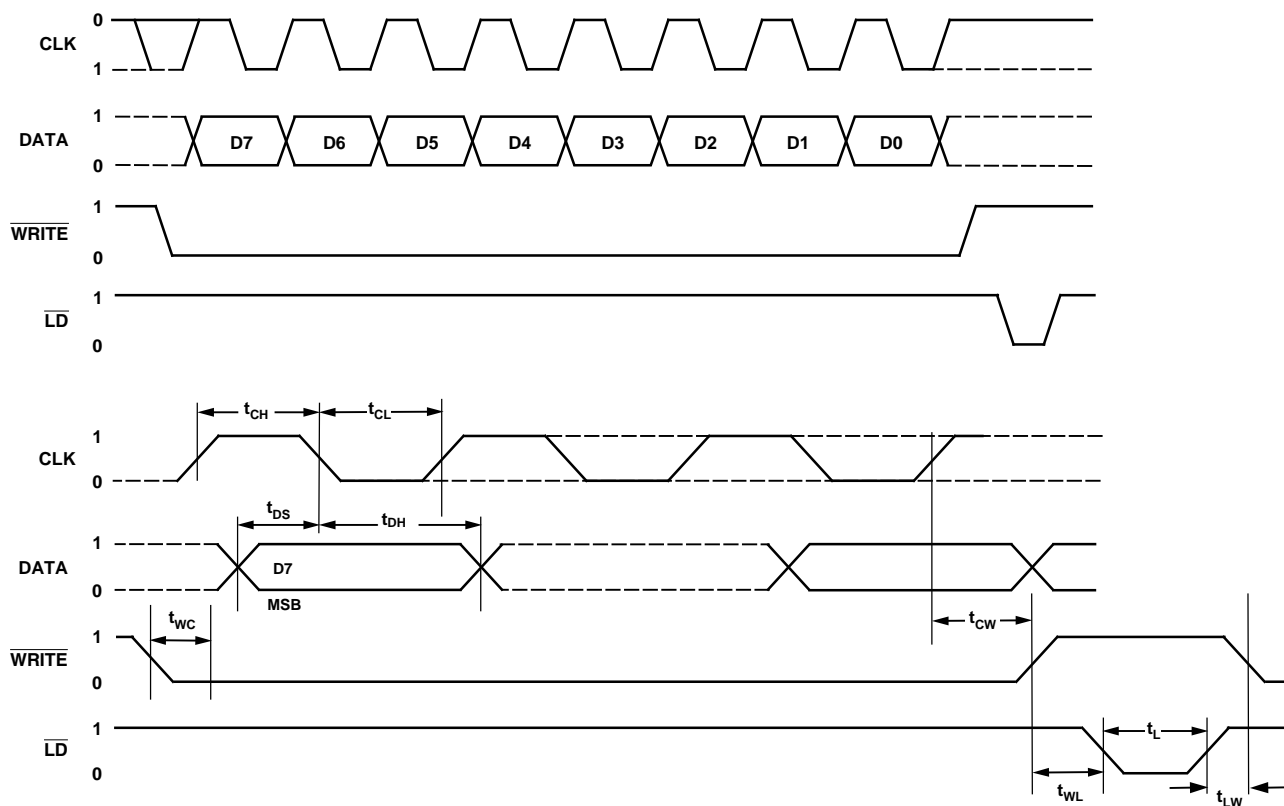 0
CLK
1
1
DATA D7 D6 D5 D4 D3 D2 D1 D0
0
1
WRITE
0
1
LD
0
tCH tCL
1
CLK
0
tDS tDH
1
DATA D7
0
MSB
tWC tCW
1
WRITE
0
1
LD tL
0
tWL tLW